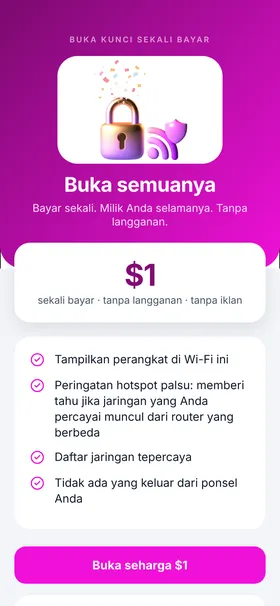 BUKA KUNCI SEKALI BAYAR
Buka semuanya
Bayar sekali. Milik Anda selamanya. Tanpa
langganan.
$1
sekali bayar · tanpa langganan · tanpa iklan
Tampilkan perangkat di Wi-Fi ini
Peringatan hotspot palsu: memberi
tahu jika jaringan yang Anda
percayai muncul dari router yang
berbeda
Daftar jaringan tepercaya
Tidak ada yang keluar dari ponsel
Anda
Buka seharga $1